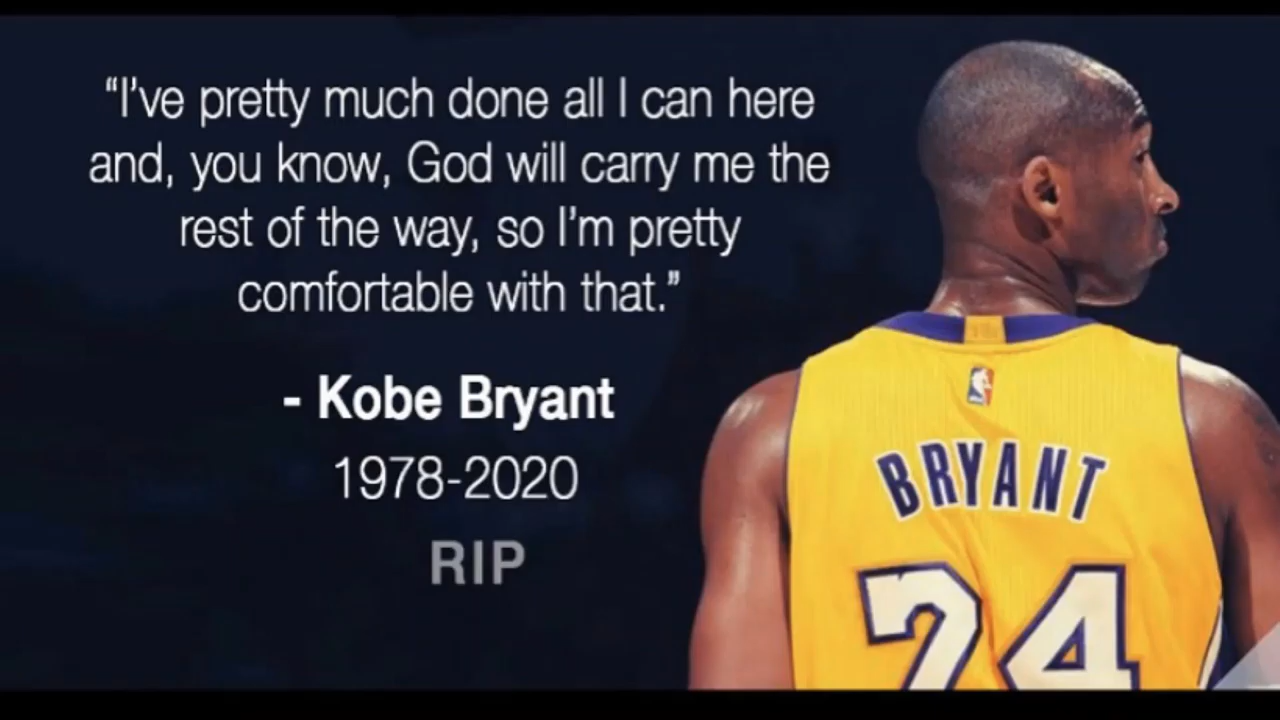 “I’ve pretty much done all I can here
and, you know, God will carry me the
rest of the way, so I’m pretty
comfortable with that.”
- Kobe Bryant
1978-2020
RIP
BRYANT
24